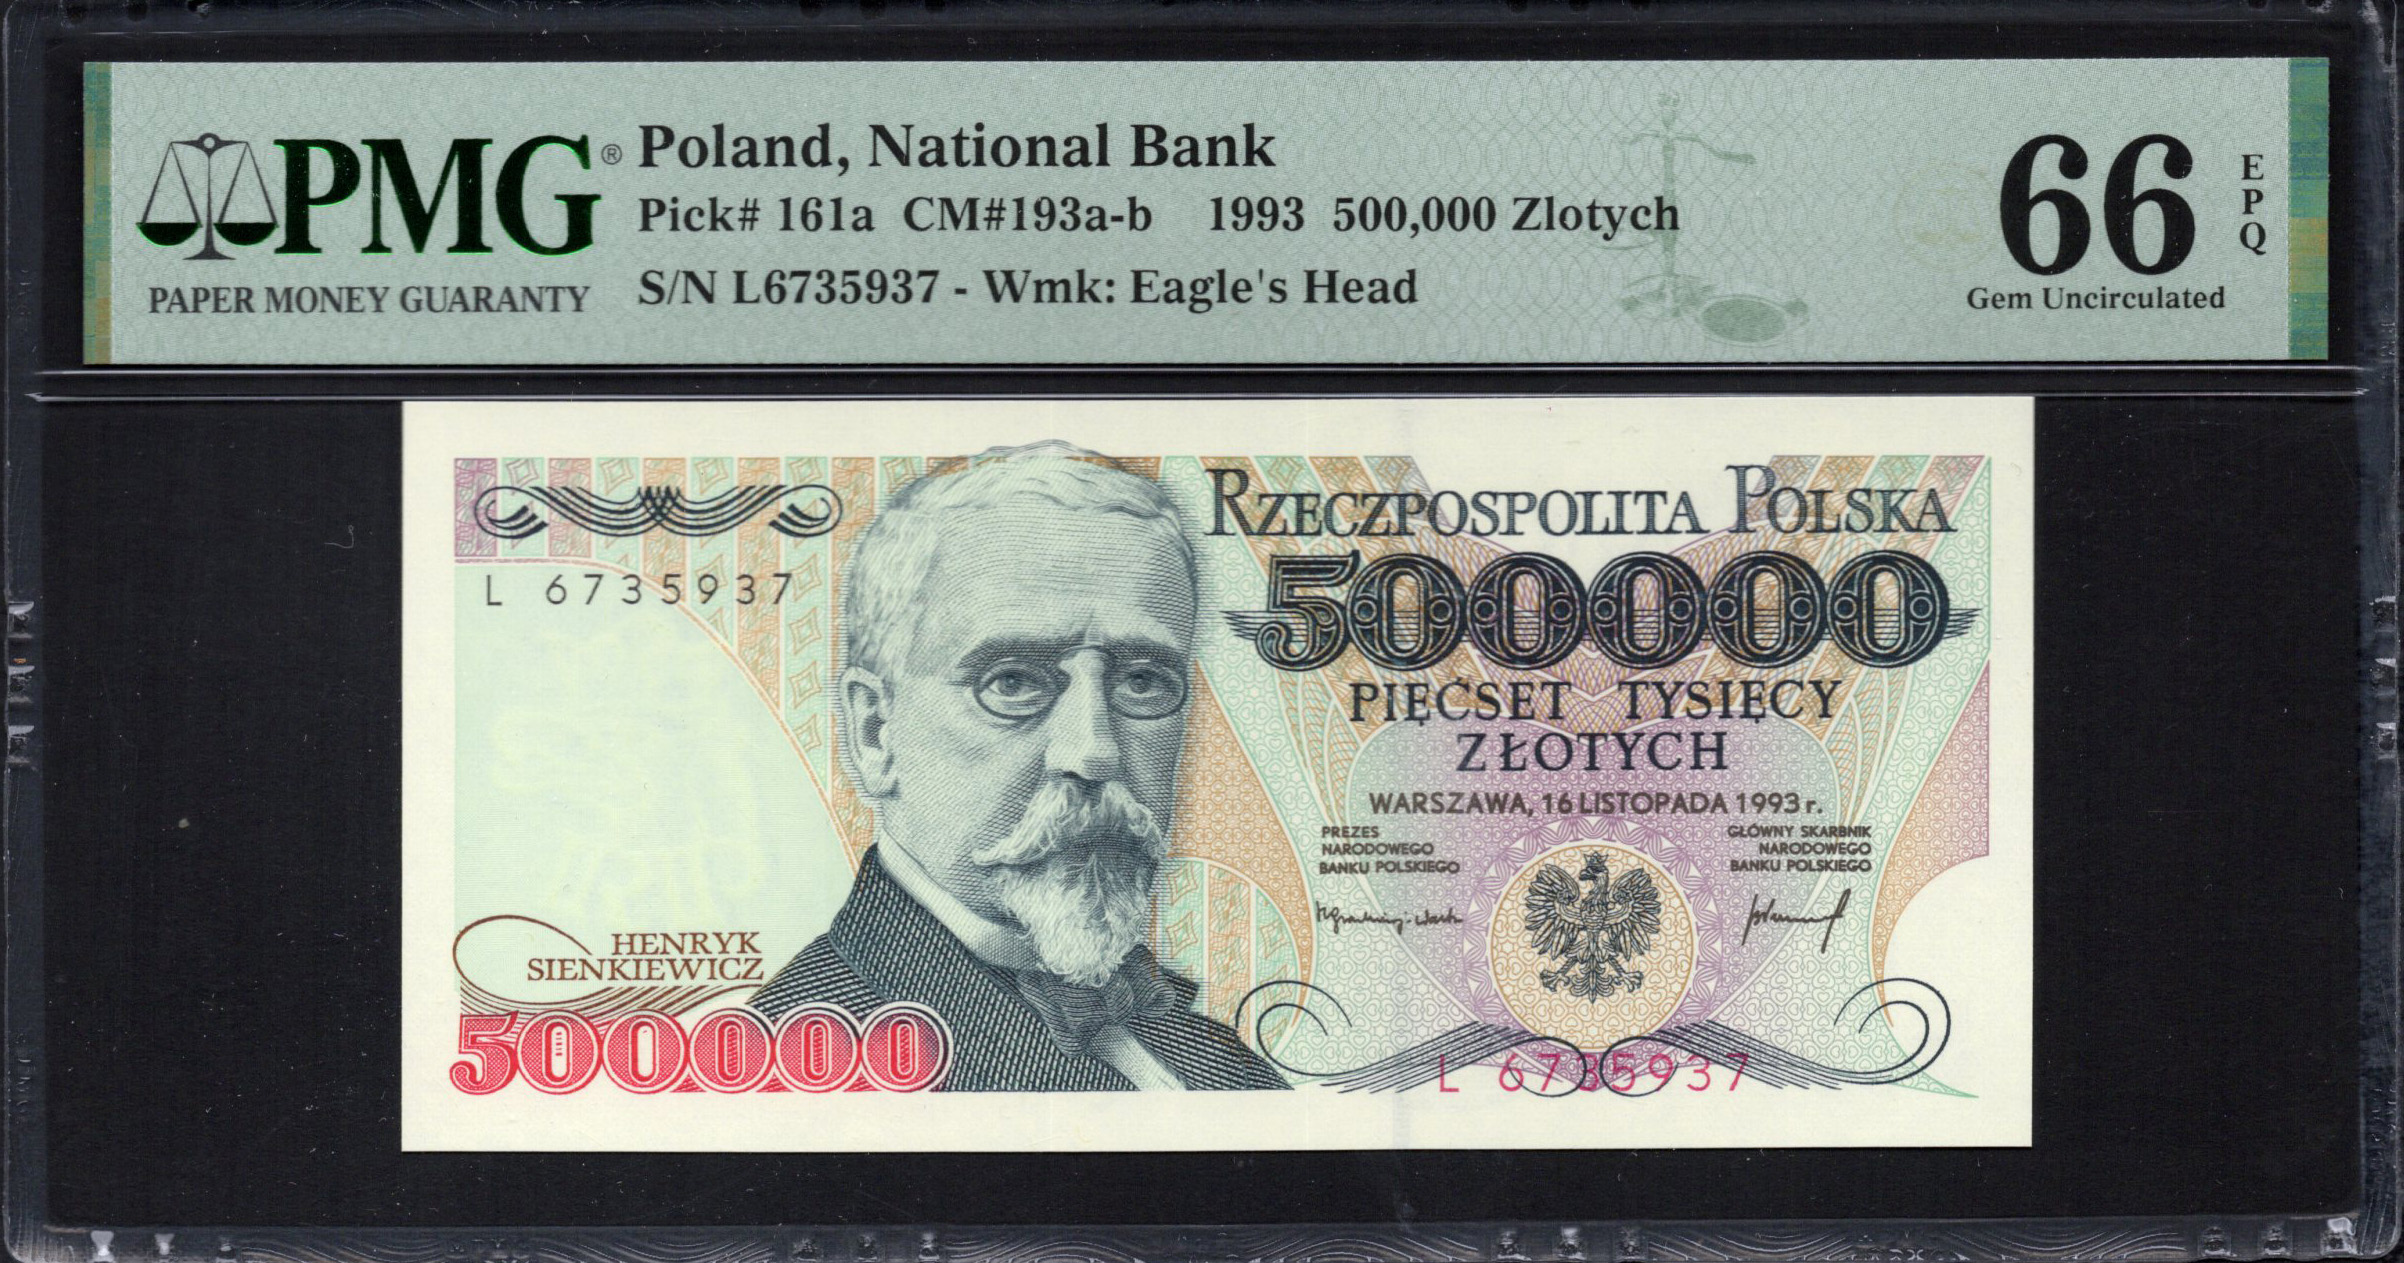 PMG®
PAPER MONEY GUARANTY
Poland, National Bank
Pick# 161a CM#193a-b 1993 500,000 Zlotych
S/N L6735937 - Wmk: Eagle's Head
66
EPQ
Gem Uncirculated
RZECZPOSPOLITA POLSKA
L 6735937
500000
PIĘĆSET TYSIĘCY
ZŁOTYCH
WARSZAWA, 16 LISTOPADA 1993 r.
PREZES
NARODOWEGO
BANKU POLSKIEGO
GŁÓWNY SKARBNIK
NARODOWEGO
BANKU POLSKIEGO
HENRYK
SIENKIEWICZ
500000
L 6735937